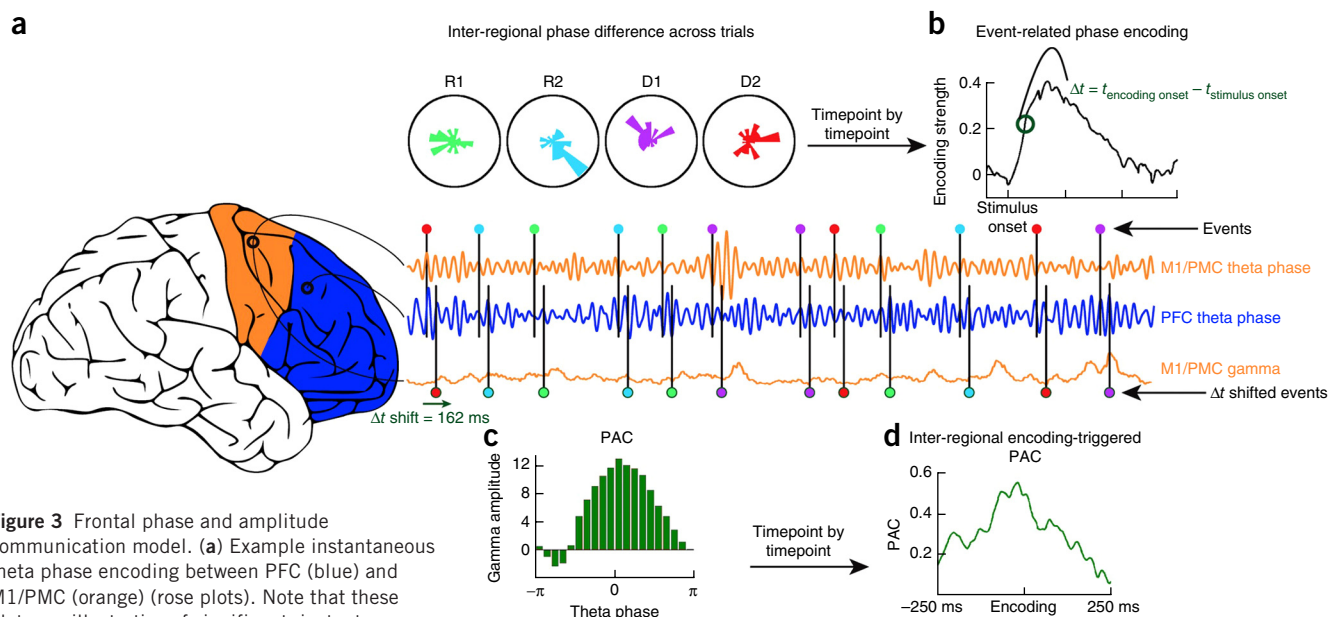 a
Inter-regional phase difference across trials
R1
R2
D1
D2
Timepoint by
timepoint
b
Event-related phase encoding
Δt = t encoding onset – t stimulus onset
Encoding strength
0.4
0.2
0
Stimulus
onset
Events
M1/PMC theta phase
PFC theta phase
M1/PMC gamma
Δt shifted events
Δt shift = 162 ms
c
PAC
Gamma amplitude
12
8
4
0
–π
0
π
Theta phase
Timepoint by
timepoint
d
Inter-regional encoding-triggered
PAC
PAC
0.6
0.4
0.2
–250 ms
Encoding
250 ms
Figure 3 Frontal phase and amplitude
communication model. (a) Example instantaneous
theta phase encoding between PFC (blue) and
M1/PMC (orange) (rose plots). Note that these